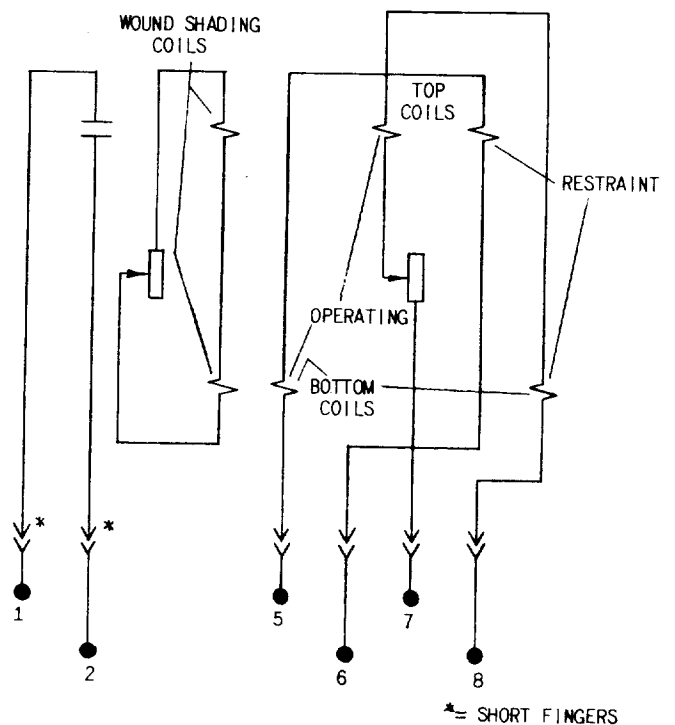 WOUND SHADING
COILS
TOP
COILS
RESTRAINT
OPERATING
BOTTOM
COILS
*
*
1
5
7
2
6
8
*= SHORT FINGERS